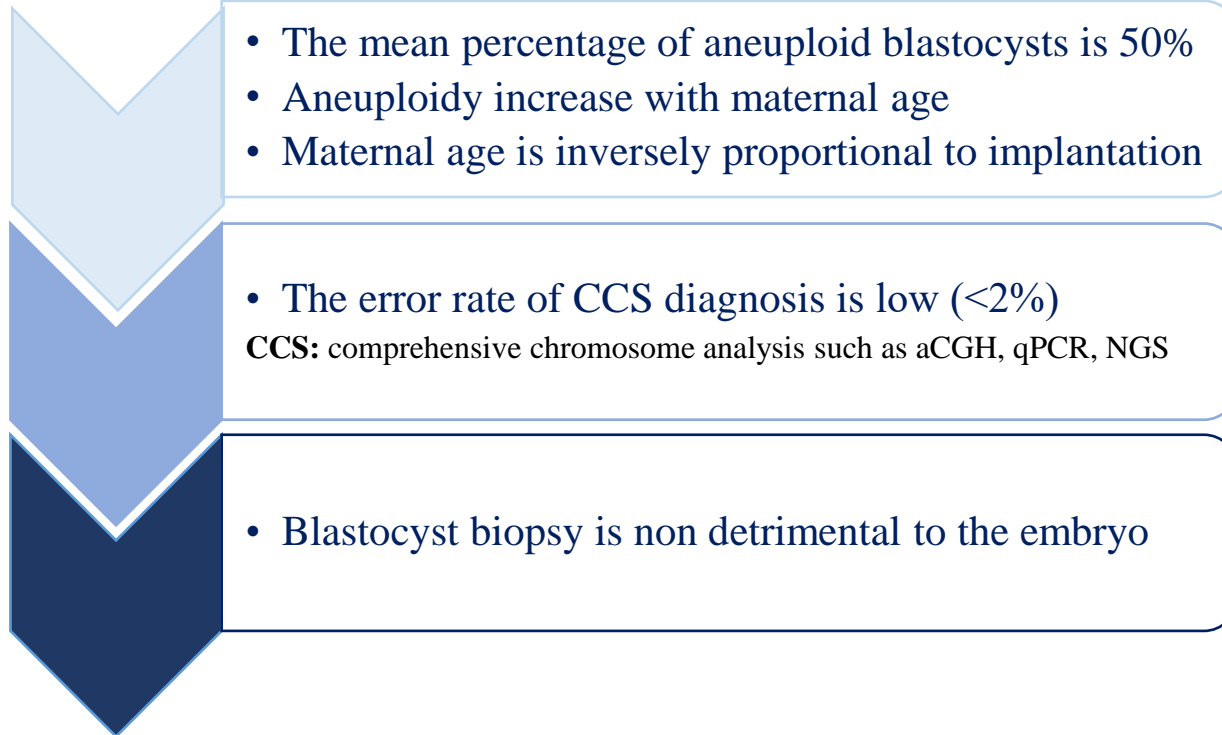 • The mean percentage of aneuploid blastocysts is 50%
• Aneuploidy increase with maternal age
• Maternal age is inversely proportional to implantation
• The error rate of CCS diagnosis is low (<2%)
CCS: comprehensive chromosome analysis such as aCGH, qPCR, NGS
• Blastocyst biopsy is non detrimental to the embryo